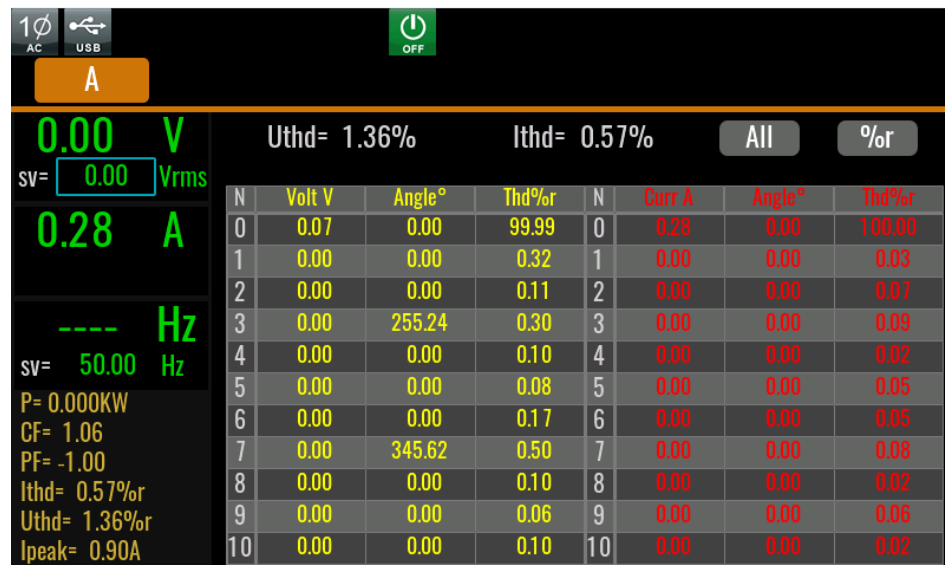 1Ø AC USB OFF
A
0.00 V
sv= 0.00 Vrms
0.28 A
---- Hz
sv= 50.00 Hz
P= 0.000KW
CF= 1.06
PF= -1.00
Ithd= 0.57%r
Uthd= 1.36%r
Ipeak= 0.90A
Uthd= 1.36% Ithd= 0.57% All %r
N Volt V Angle° Thd%r N Curr A Angle° Thd%r
0 0.07 0.00 99.99 0 0.28 0.00 100.00
1 0.00 0.00 0.32 1 0.00 0.00 0.03
2 0.00 0.00 0.11 2 0.00 0.00 0.07
3 0.00 255.24 0.30 3 0.00 0.00 0.09
4 0.00 0.00 0.10 4 0.00 0.00 0.02
5 0.00 0.00 0.08 5 0.00 0.00 0.05
6 0.00 0.00 0.17 6 0.00 0.00 0.05
7 0.00 345.62 0.50 7 0.00 0.00 0.08
8 0.00 0.00 0.10 8 0.00 0.00 0.02
9 0.00 0.00 0.06 9 0.00 0.00 0.06
10 0.00 0.00 0.10 10 0.00 0.00 0.02